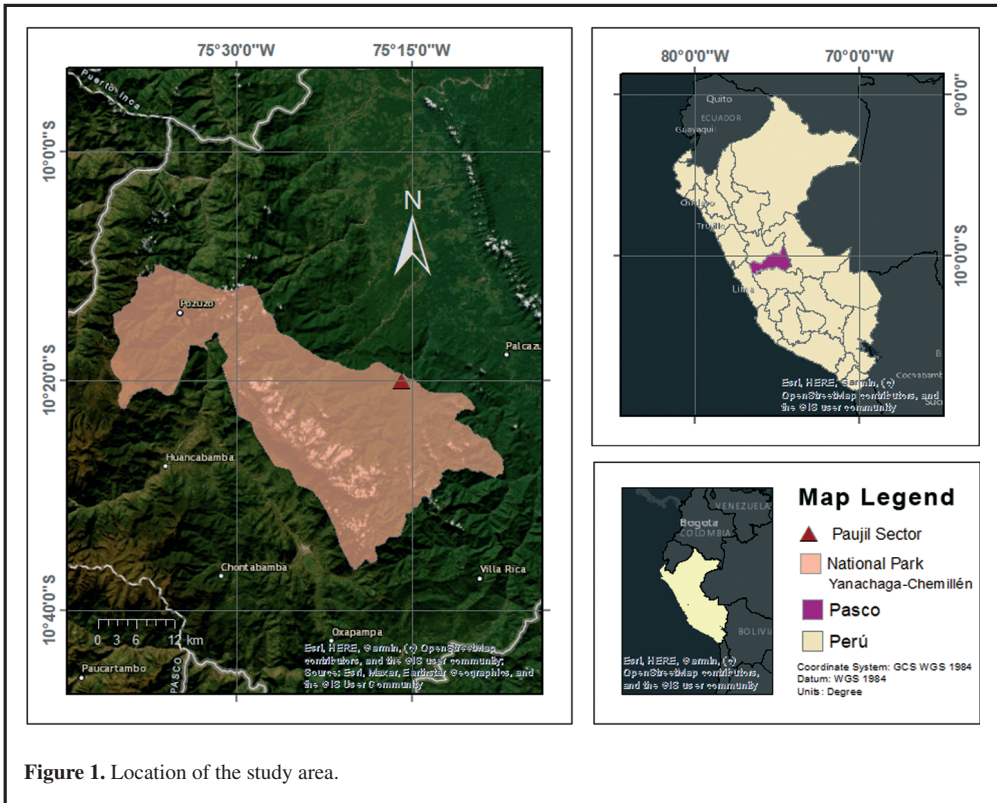 75°30'0"W 75°15'0"W
10°0'0"S
10°20'0"S
10°40'0"S
Puerto Inca
N
Pozuzo
Palcazu
Huancabamba
Chontabamba
Villa Rica
Oxapampa
Paucartambo
PASCO
0 3 6 12 km
Esri, HERE, Garmin, (c) OpenStreetMap
contributors, and the GIS user community;
Source: Esri, Maxar, Earthstar Geographics, and
the GIS User Community
80°0'0"W 70°0'0"W
0°0'0"
10°0'0"S
Quito
ECUADOR
Guayaquil
Chiclayo
Trujillo
Lima
B
Cochabamb
Suc
Esri, HERE, Garmin, (c)
OpenStreetMap contributors, and
the GIS user community
VENEZUELA
Bogota
COLOMBIA
BOLIVI
Esri, HERE, Garmin, (c)
OpenStreetMap contributors,
and the GIS user community
Map Legend
Paujil Sector
National Park
Yanachaga-Chemillén
Pasco
Perú
Coordinate System: GCS WGS 1984
Datum: WGS 1984
Units: Degree
Figure 1. Location of the study area.